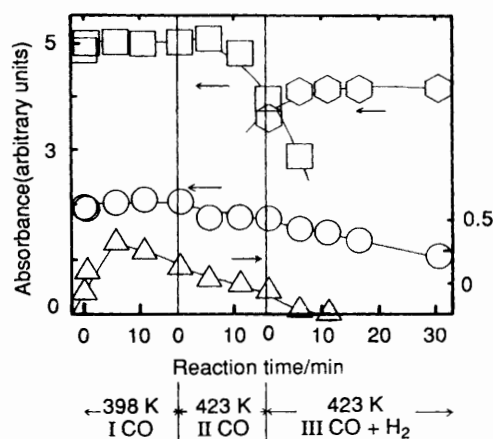 Absorbance(arbitrary units)
5
3
0
0.5
0
0 10 0 10 0 10 20 30
Reaction time/min
398 K 423 K 423 K
I CO II CO III CO + H₂